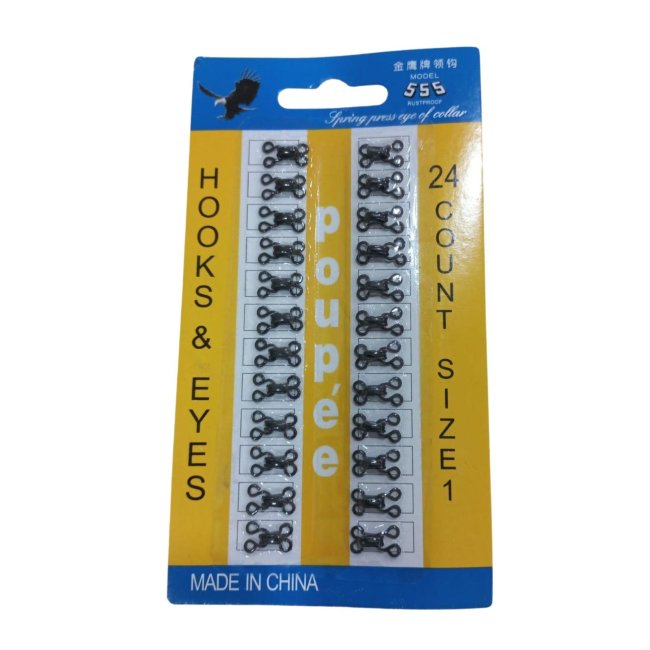 金鹰牌领钩
MODEL
555
RUSTPROOF
Spring press eye of collar
HOOKS & EYES
poupée
24 COUNT SIZE 1
MADE IN CHINA